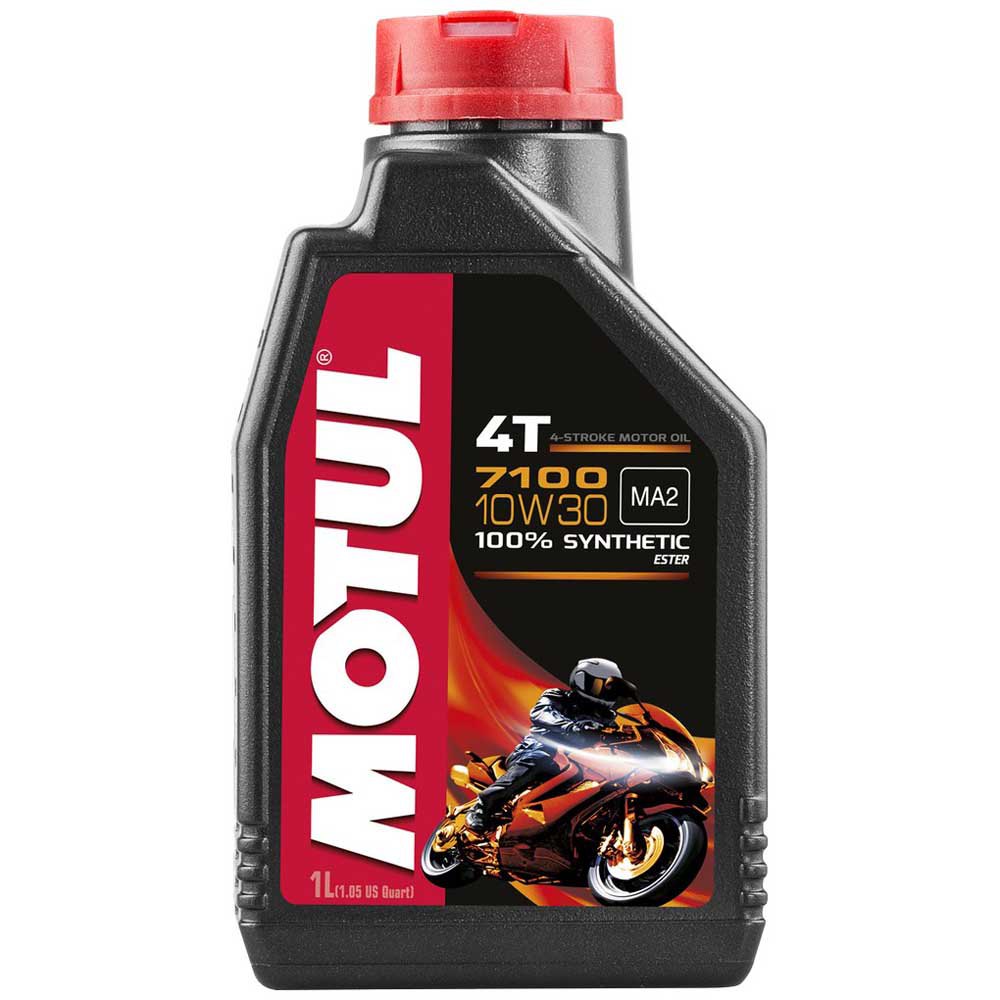 MOTUL®
4T 4-STROKE MOTOR OIL
7100
10W30 MA2
100% SYNTHETIC
ESTER
1L(1.05 US Quart)